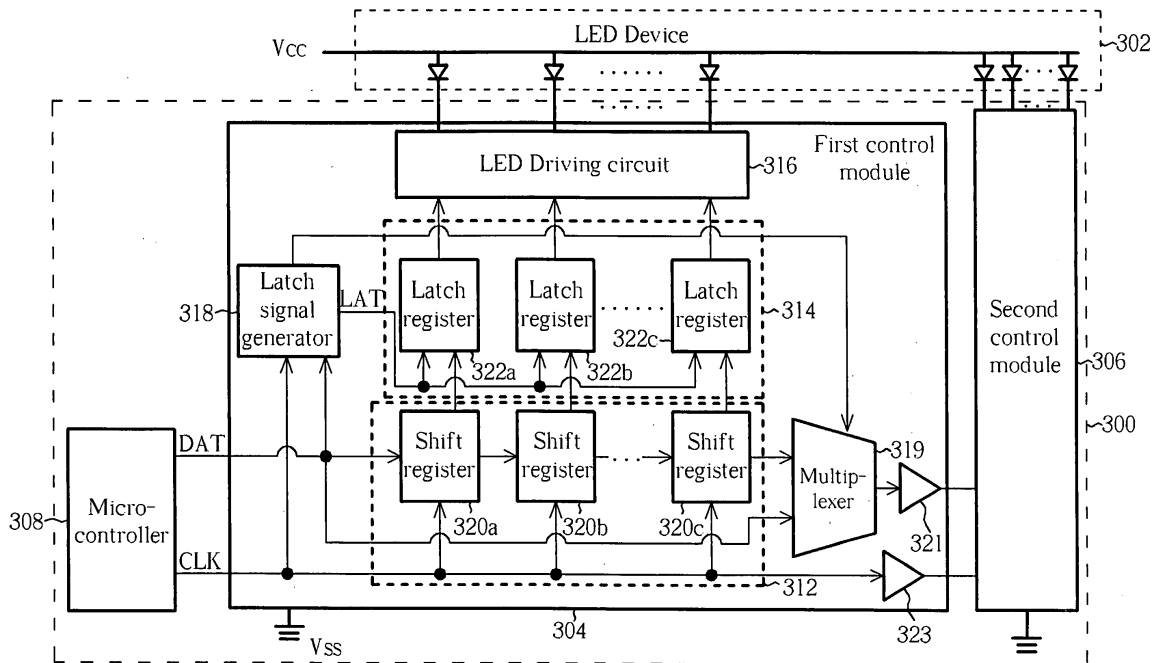 LED Device
302
VCC
First control
module
LED Driving circuit
316
Latch
signal
generator
318
LAT
Latch
register
322a
Latch
register
322b
Latch
register
322c
314
Second
control
module
306
300
DAT
Shift
register
320a
Shift
register
320b
Shift
register
320c
319
Multip-
lexer
321
Micro-
controller
308
CLK
312
323
304
VSS